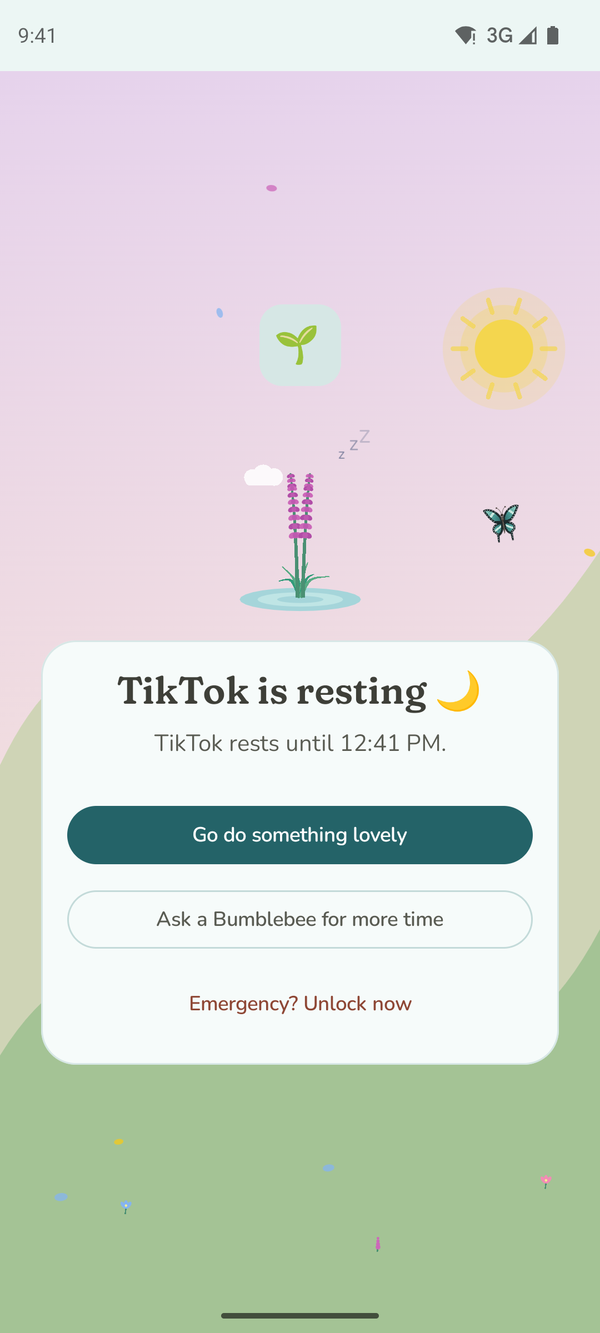 9:41
3G
z z Z
TikTok is resting 🌙
TikTok rests until 12:41 PM.
Go do something lovely
Ask a Bumblebee for more time
Emergency? Unlock now